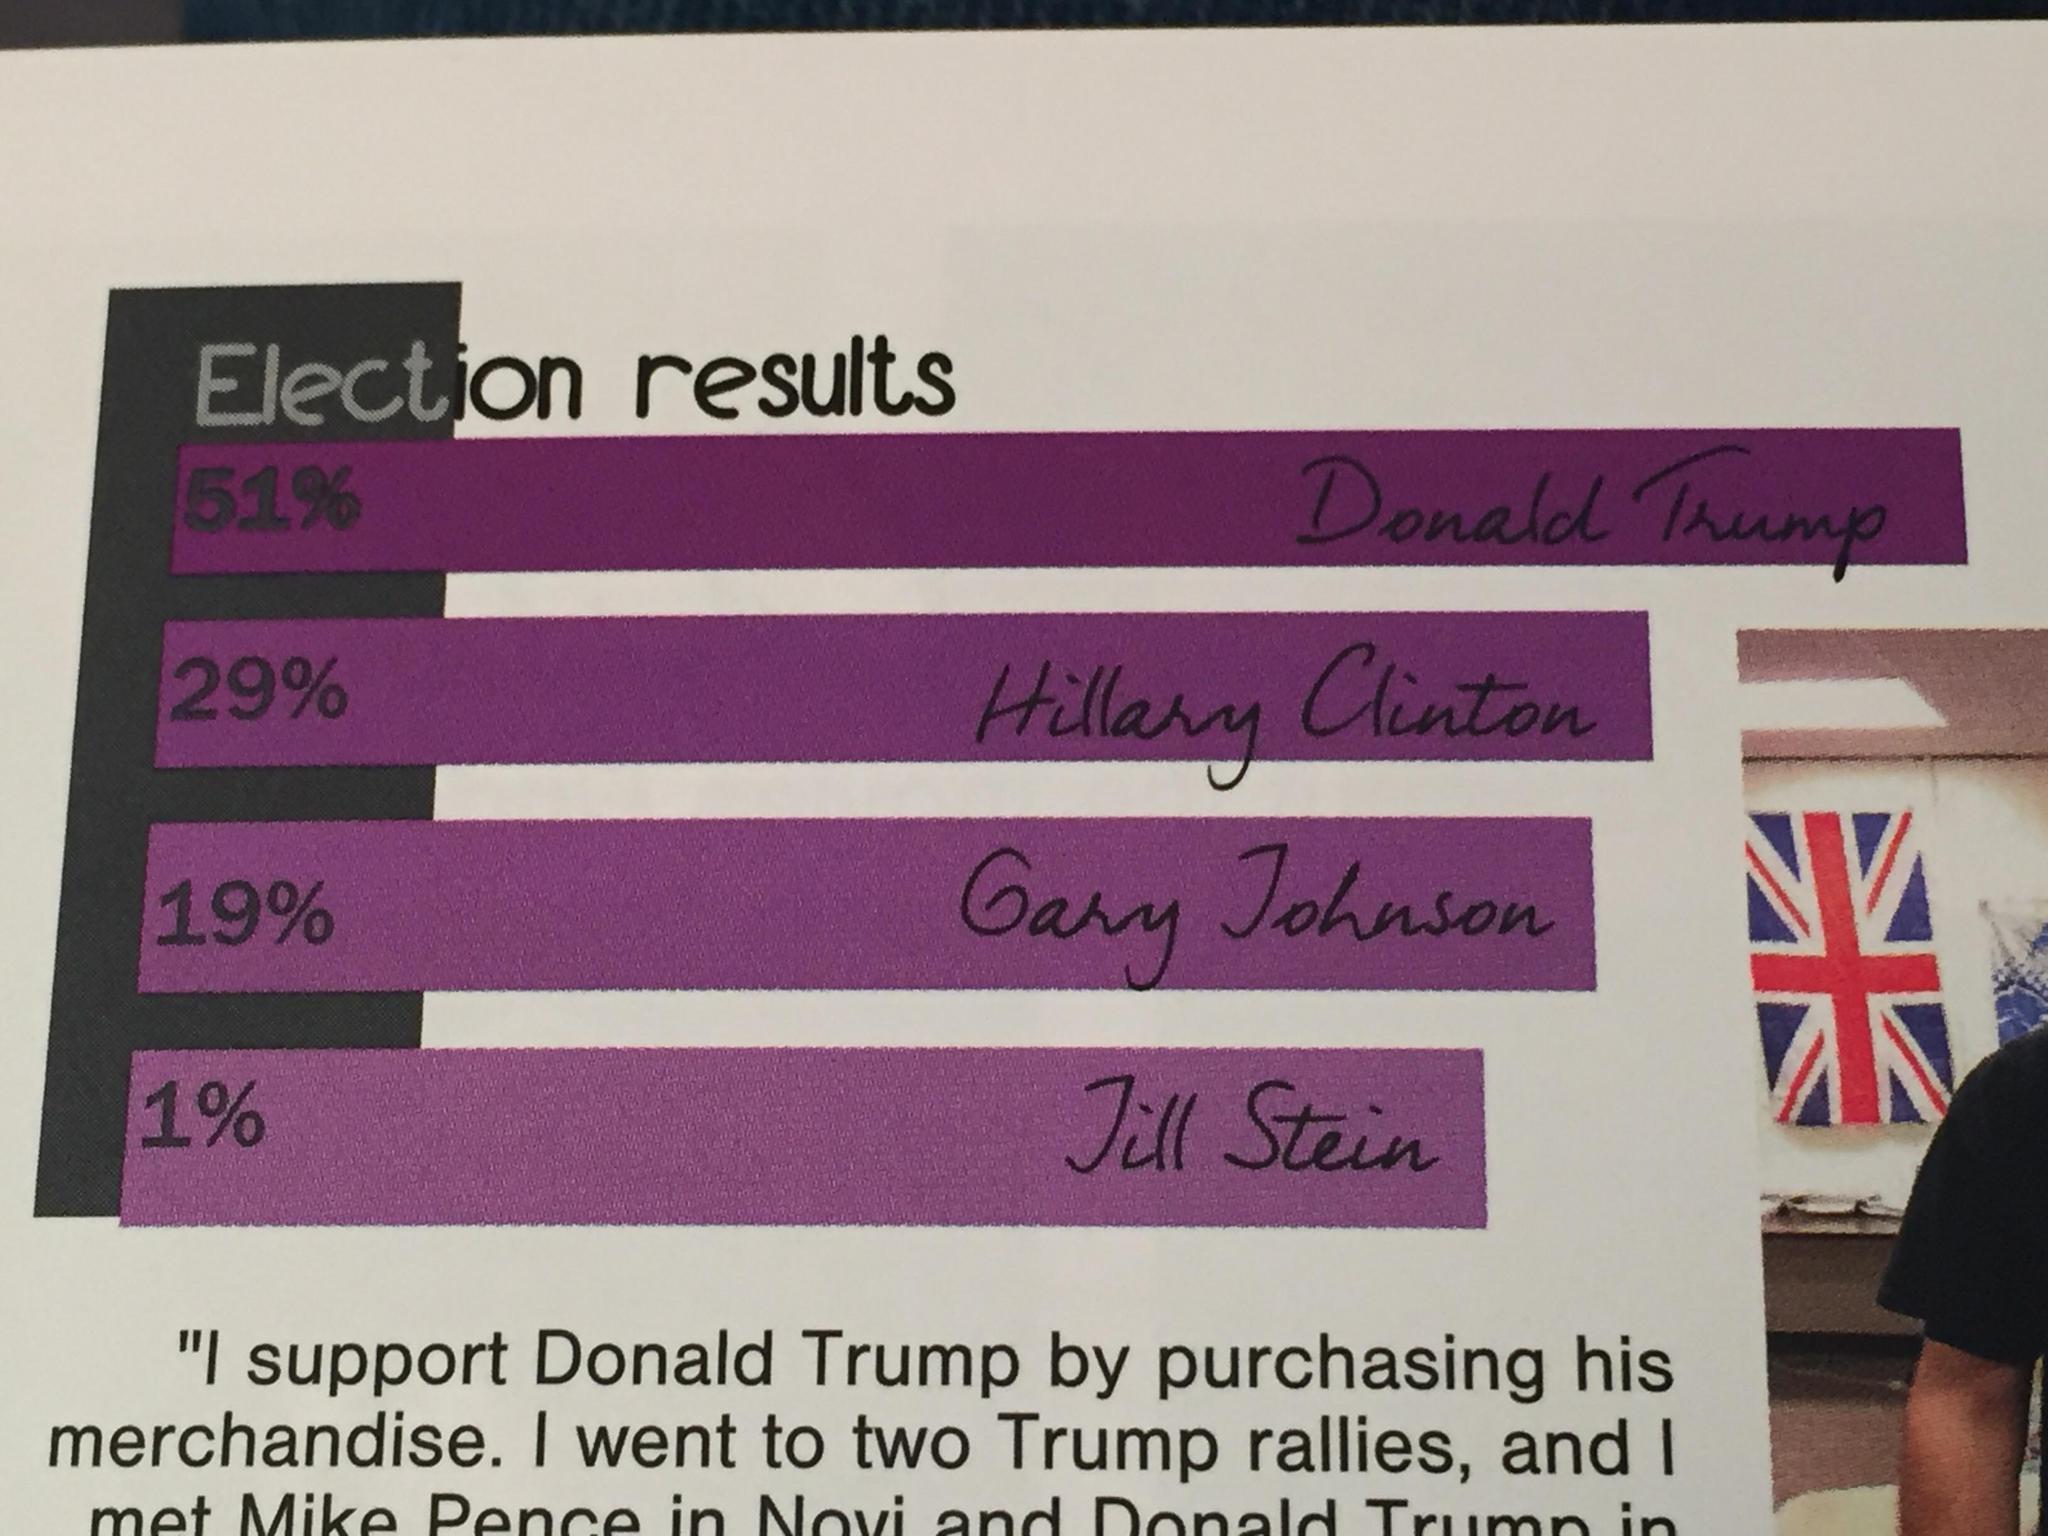 Election results
51% Donald Trump
29% Hillary Clinton
19% Gary Johnson
1% Jill Stein
"I support Donald Trump by purchasing his
merchandise. I went to two Trump rallies, and I
met Mike Pence in Novi and Donald Trump in